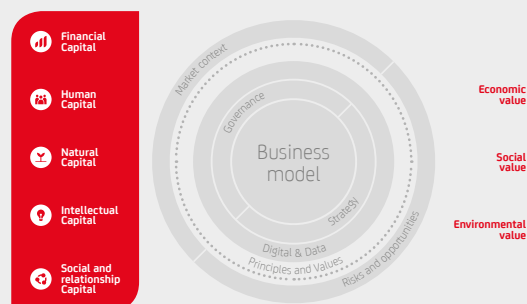 Financial
Capital
Human
Capital
Natural
Capital
Intellectual
Capital
Social and
relationship
Capital
Market context
Governance
Business
model
Strategy
Digital & Data
Principles and Values
Risks and opportunities
Economic
value
Social
value
Environmental
value